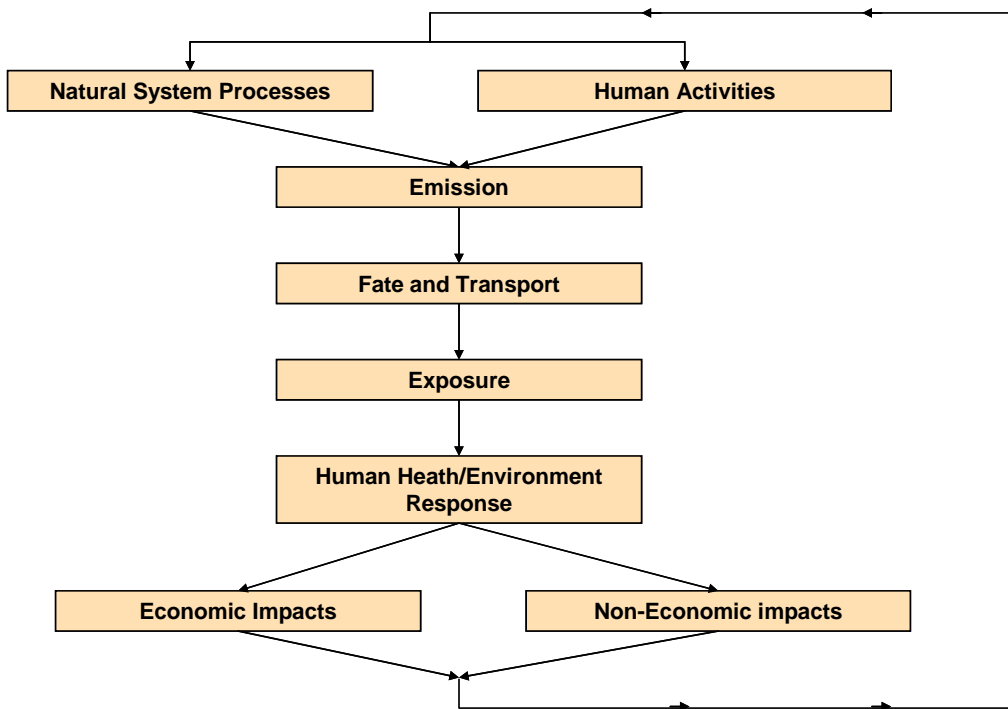 Natural System Processes
Human Activities
Emission
Fate and Transport
Exposure
Human Heath/Environment
Response
Economic Impacts
Non-Economic impacts